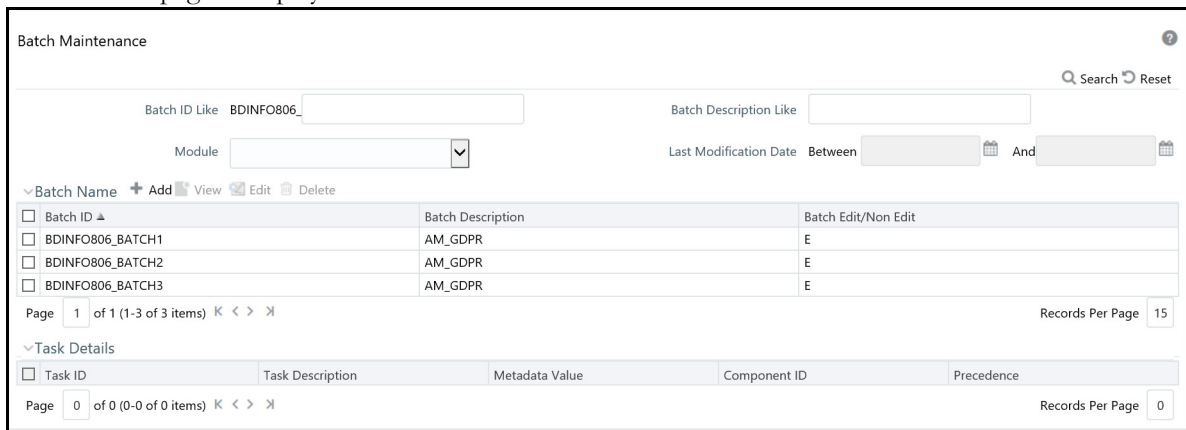 Batch Maintenance
Search Reset
Batch ID Like BDINFO806_ Batch Description Like
Module Last Modification Date Between And
Batch Name Add View Edit Delete
Batch ID Batch Description Batch Edit/Non Edit
BDINFO806_BATCH1 AM_GDPR E
BDINFO806_BATCH2 AM_GDPR E
BDINFO806_BATCH3 AM_GDPR E
Page 1 of 1 (1-3 of 3 items) Records Per Page 15
Task Details
Task ID Task Description Metadata Value Component ID Precedence
Page 0 of 0 (0-0 of 0 items) Records Per Page 0